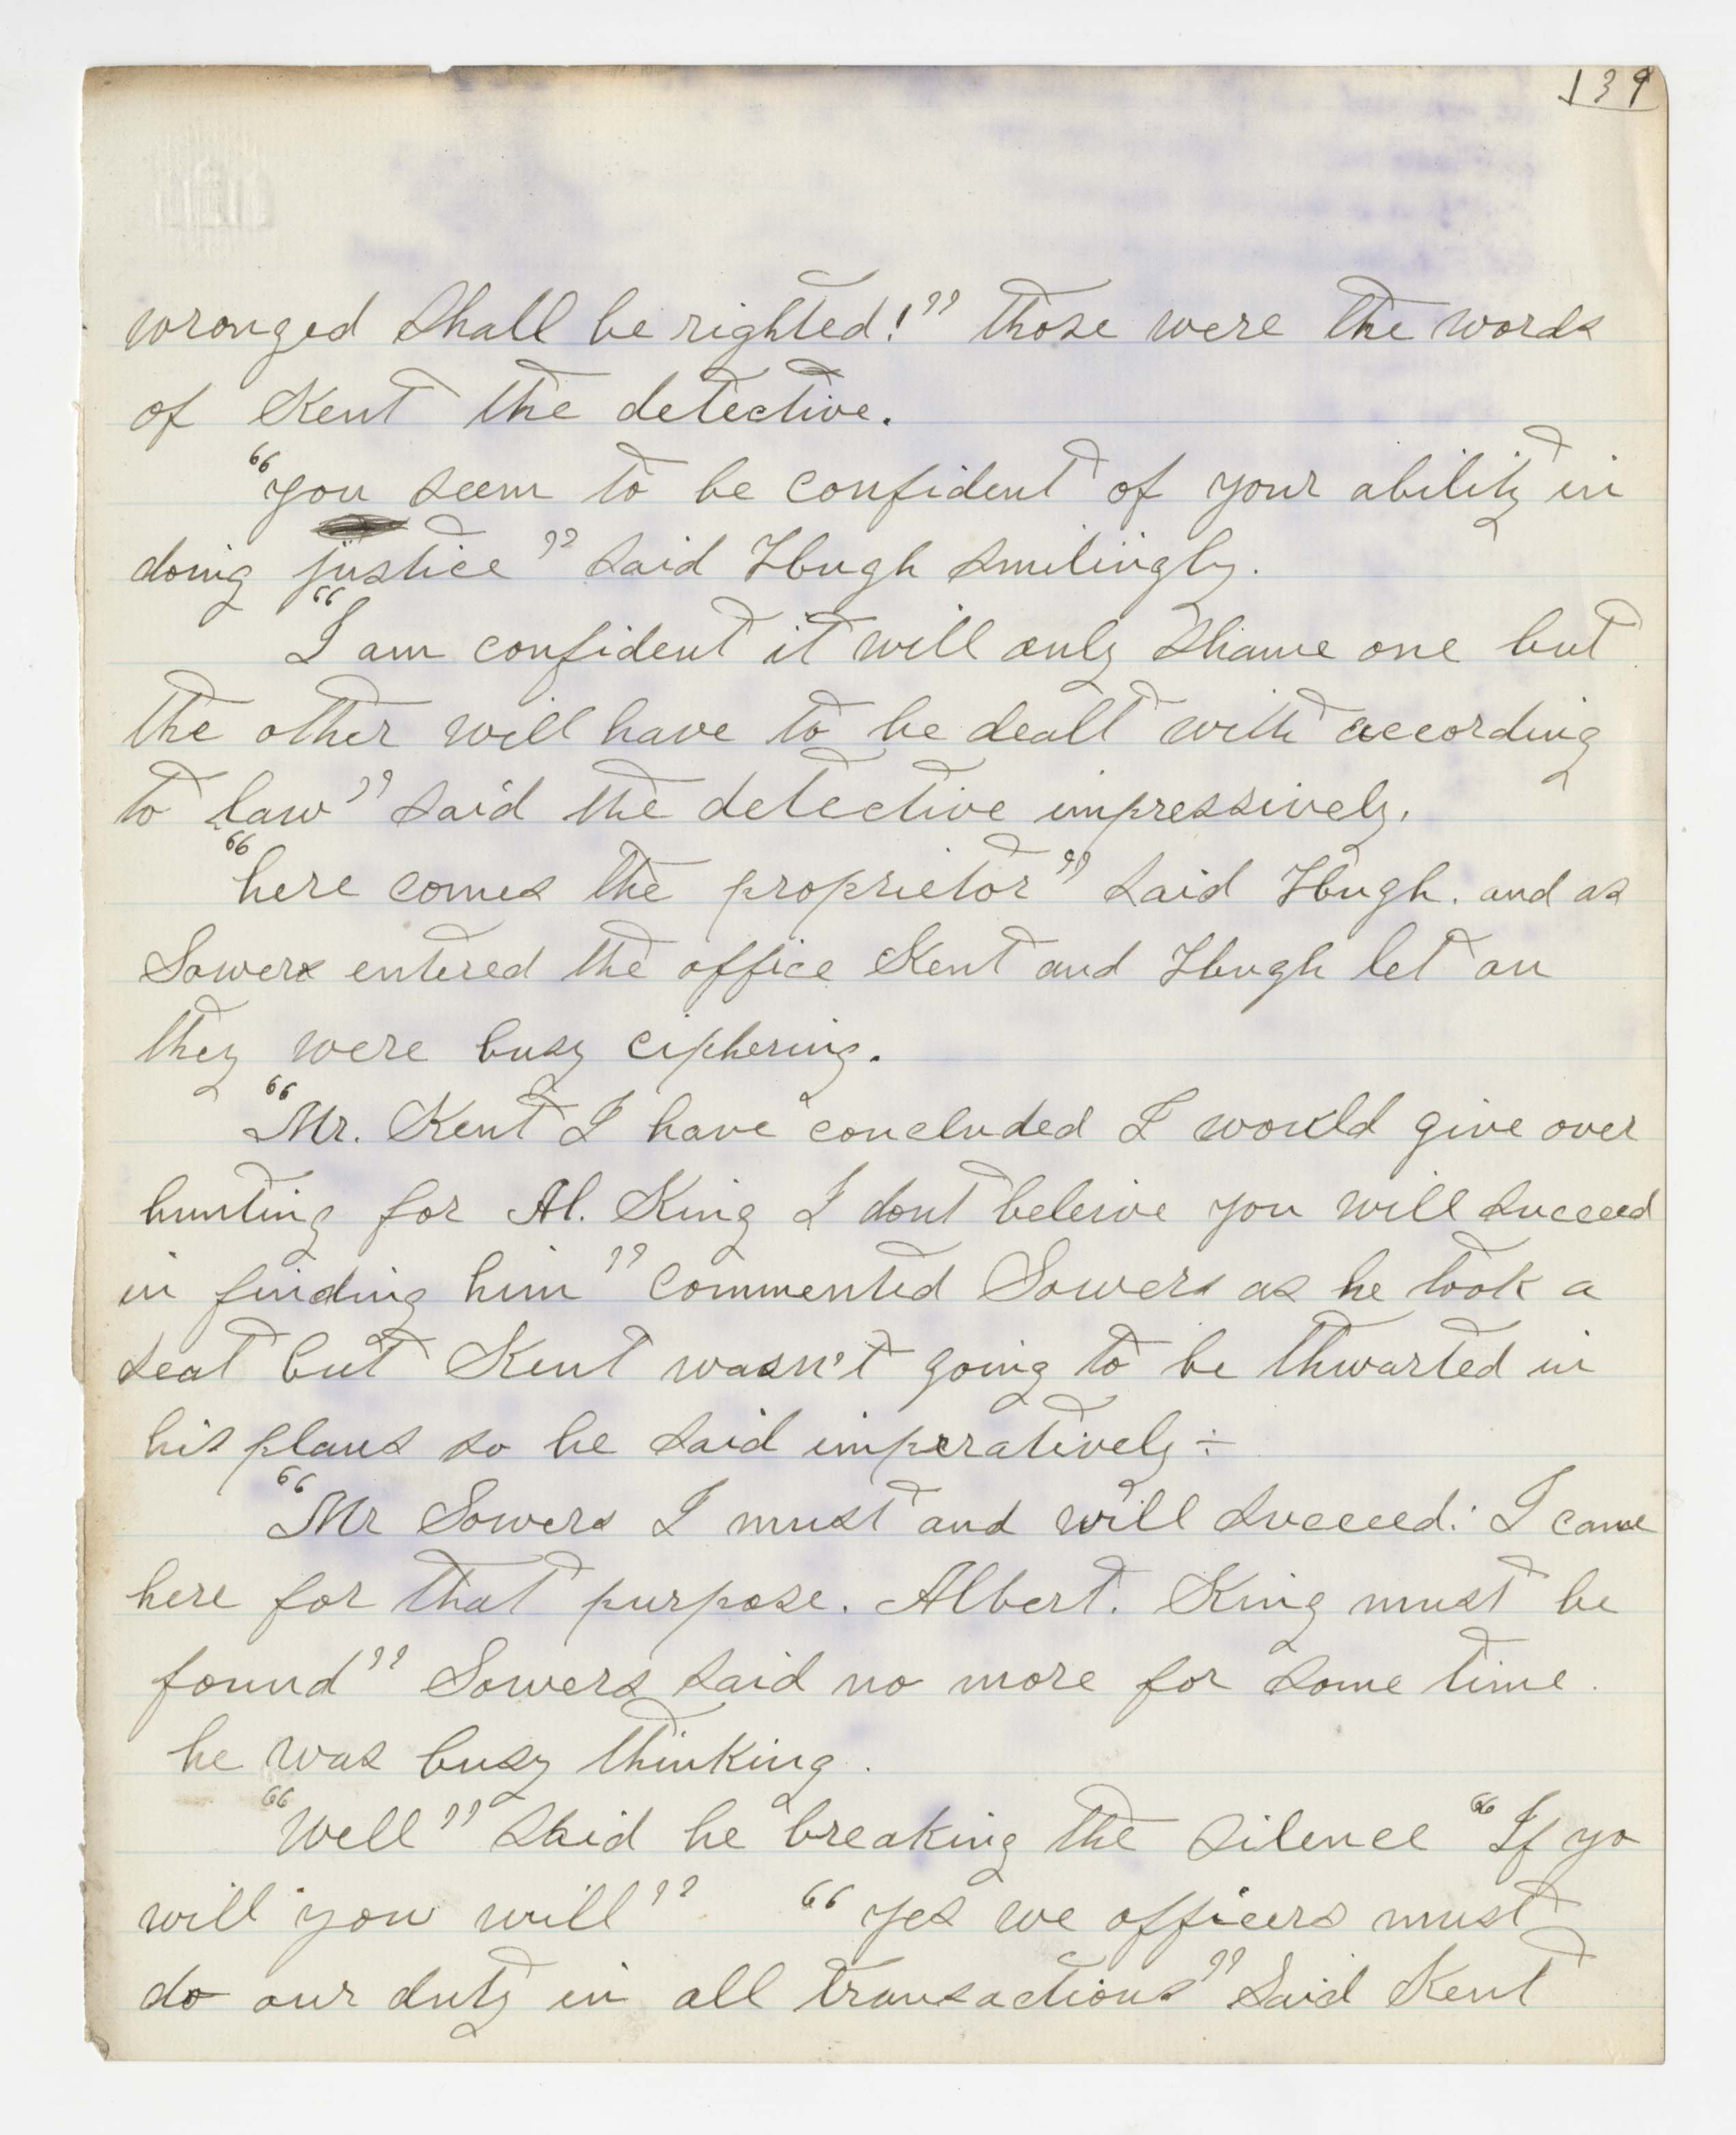 139
wronged shall be righted!" those were the words
of Kent the detective.
"you seem to be confident of your ability in
doing justice" said Hugh smilingly.
"I am confident it will only shame one but
the other will have to be dealt with according
to law" said the detective impressively.
"here comes the proprietor" said Hugh. and as
Sowers entered the office Kent and Hugh let on
they were busy ciphering.
"Mr. Kent I have concluded I would give over
hunting for Al. King I dont beleive you will succeed
in finding him" commented Sowers as he took a
seat but Kent wasn't going to be thwarted in
his plans so he said imperatively :-
"Mr Sowers I must and will succeed: I came
here for that purpose. Albert. King must be
found" Sowers said no more for some time.
he was busy thinking.
"Well" said he breaking the silence "If yo
will you will" "yes we officers must
do our duty in all transactions" said Kent